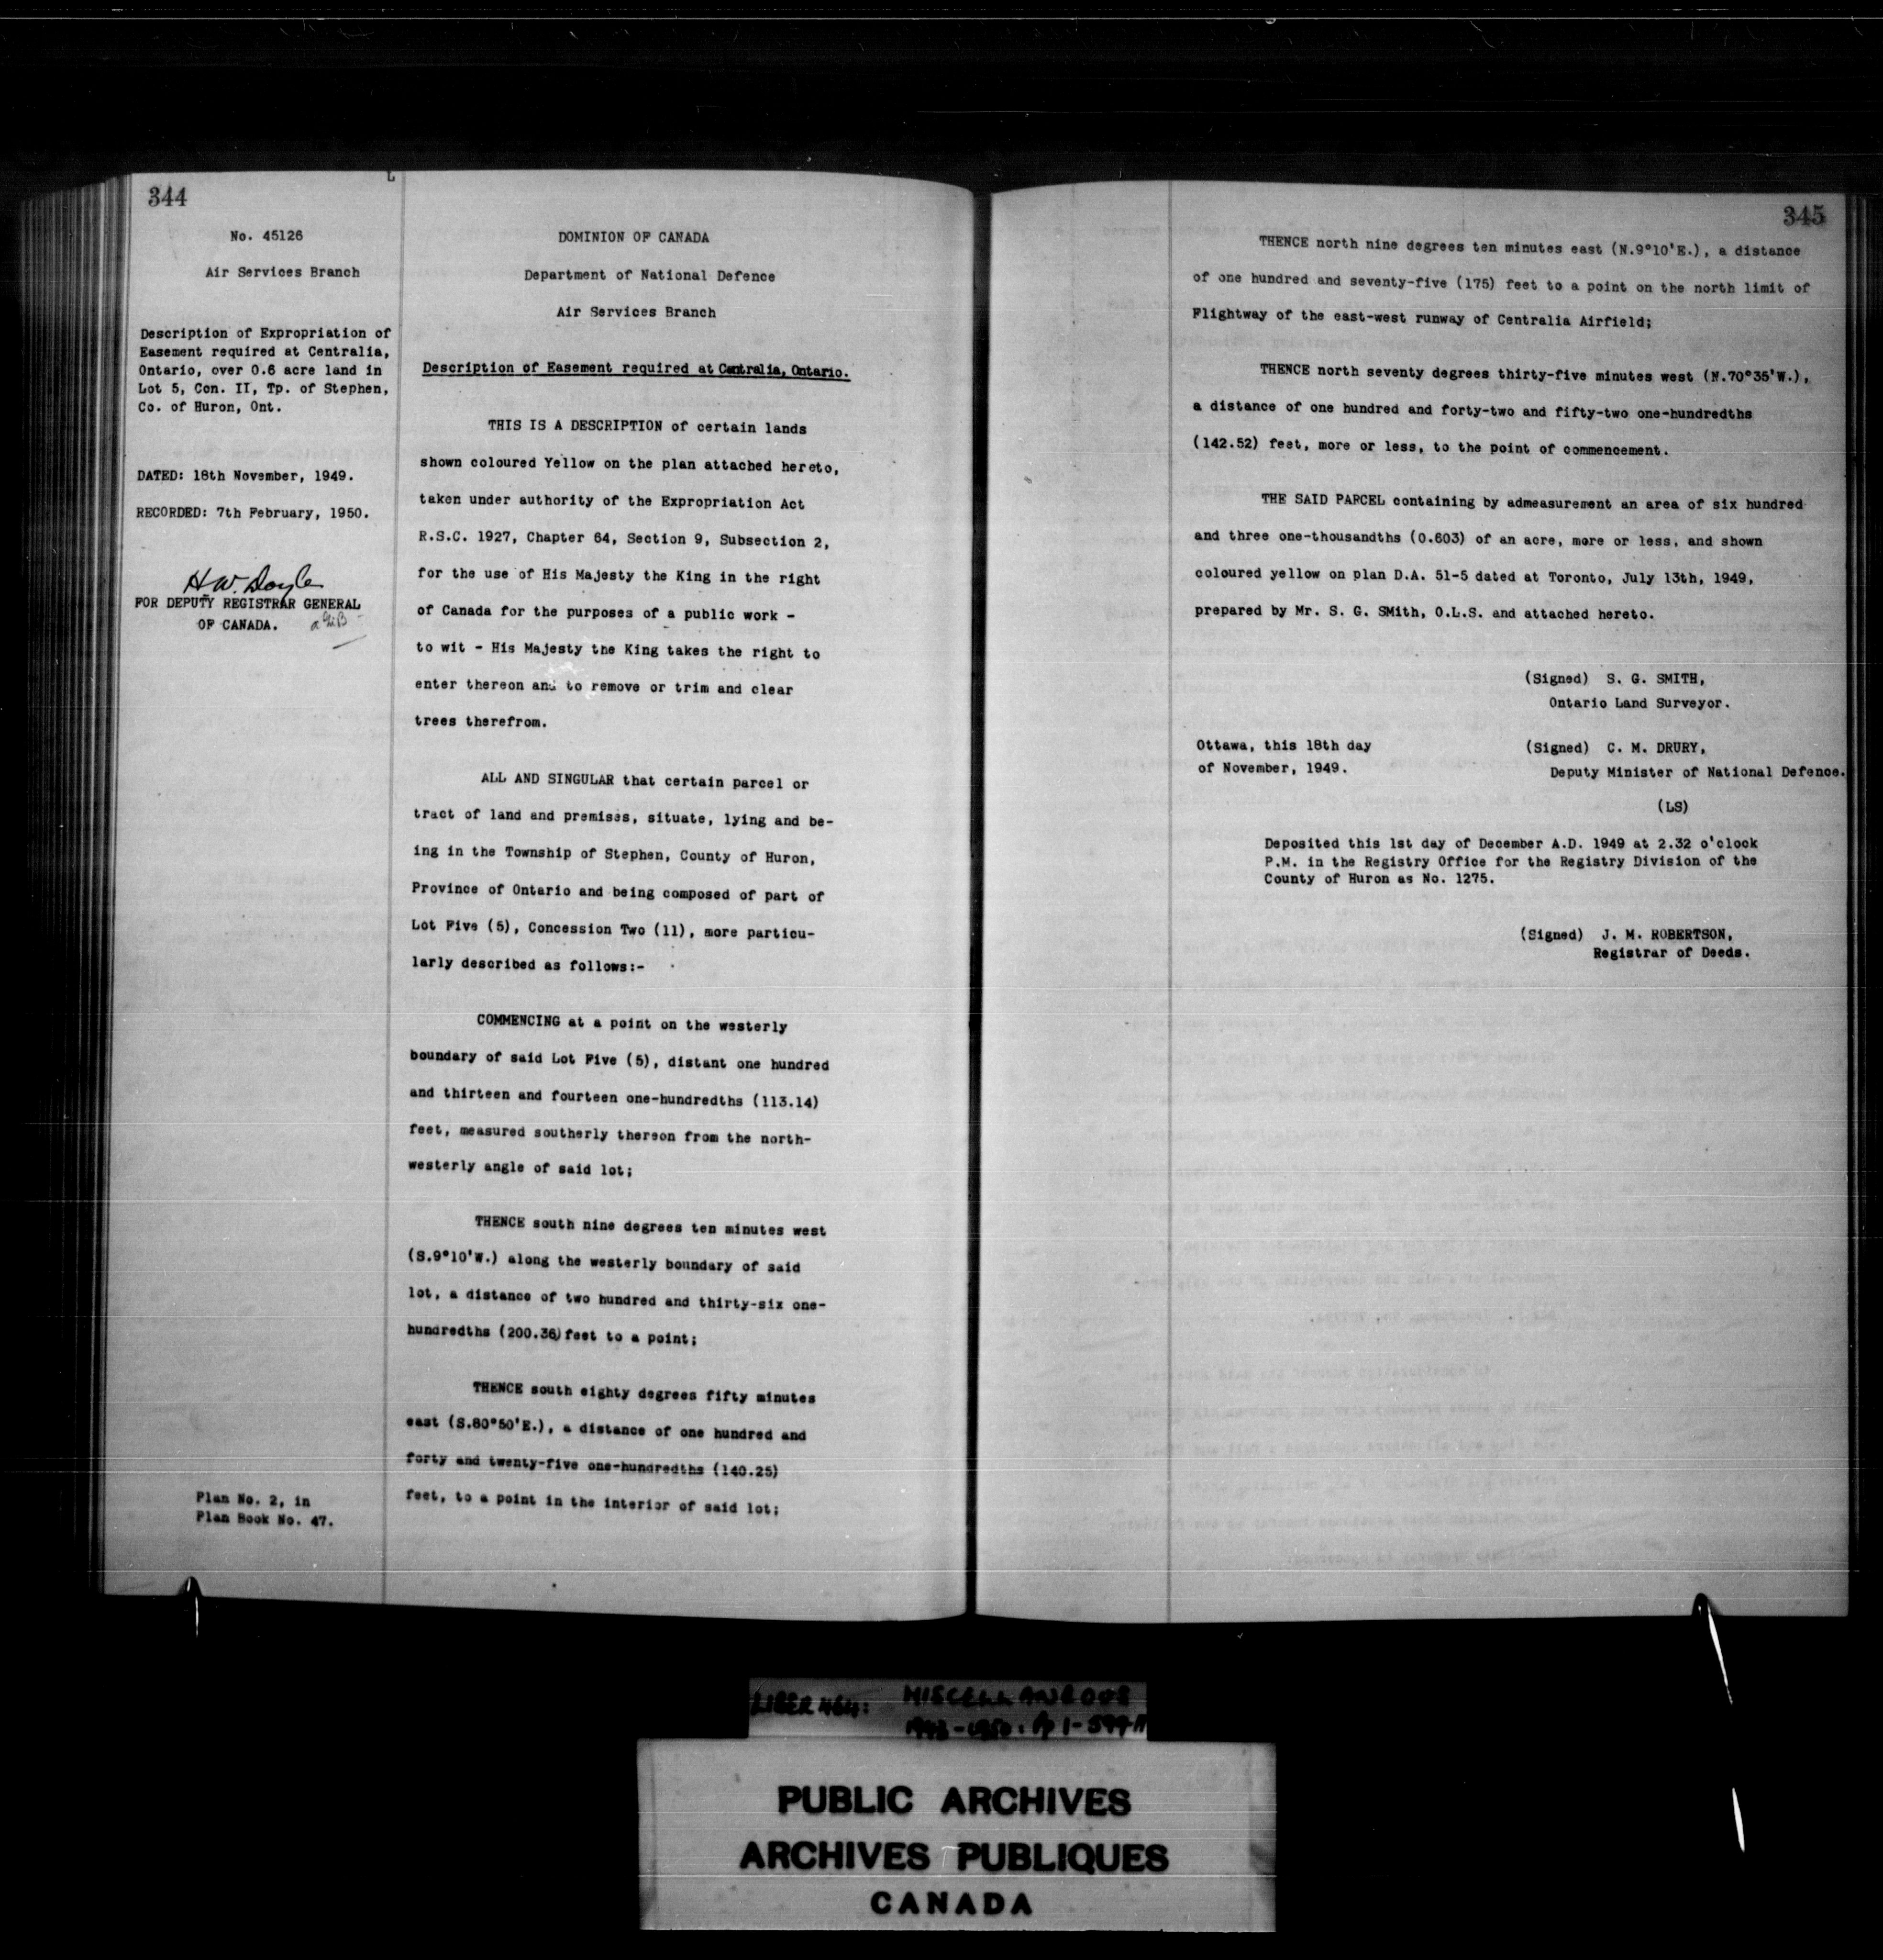 344
No. 45126
Air Services Branch
Description of Expropriation of
Easement required at Centralia,
Ontario, over 0.6 acre land in
Lot 5, Con. II, Tp. of Stephen,
Co. of Huron, Ont.
DATED: 18th November, 1949.
RECORDED: 7th February, 1950.
H.W. Doyle
FOR DEPUTY REGISTRAR GENERAL
OF CANADA.
Plan No. 2, in
Plan Book No. 47.
DOMINION OF CANADA
Department of National Defence
Air Services Branch
Description of Easement required at Centralia, Ontario.
THIS IS A DESCRIPTION of certain lands
shown coloured Yellow on the plan attached hereto,
taken under authority of the Expropriation Act
R.S.C. 1927, Chapter 64, Section 9, Subsection 2,
for the use of His Majesty the King in the right
of Canada for the purposes of a public work -
to wit - His Majesty the King takes the right to
enter thereon and to remove or trim and clear
trees therefrom.
ALL AND SINGULAR that certain parcel or
tract of land and premises, situate, lying and be-
ing in the Township of Stephen, County of Huron,
Province of Ontario and being composed of part of
Lot Five (5), Concession Two (11), more particu-
larly described as follows:-
COMMENCING at a point on the westerly
boundary of said Lot Five (5), distant one hundred
and thirteen and fourteen one-hundredths (113.14)
feet, measured southerly thereon from the north-
westerly angle of said lot;
THENCE south nine degrees ten minutes west
(S.9°10'W.) along the westerly boundary of said
lot, a distance of two hundred and thirty-six one-
hundredths (200.36) feet to a point;
THENCE south eighty degrees fifty minutes
east (S.80°50'E.), a distance of one hundred and
forty and twenty-five one-hundredths (140.25)
feet, to a point in the interior of said lot;
345
THENCE north nine degrees ten minutes east (N.9°10'E.), a distance
of one hundred and seventy-five (175) feet to a point on the north limit of
Flightway of the east-west runway of Centralia Airfield;
THENCE north seventy degrees thirty-five minutes west (N.70°35'W.),
a distance of one hundred and forty-two and fifty-two one-hundredths
(142.52) feet, more or less, to the point of commencement.
THE SAID PARCEL containing by admeasurement an area of six hundred
and three one-thousandths (0.603) of an acre, more or less, and shown
coloured yellow on plan D.A. 51-5 dated at Toronto, July 13th, 1949,
prepared by Mr. S. G. SMith, O.L.S. and attached hereto.
(Signed) S. G. SMITH,
Ontario Land Surveyor.
Ottawa, this 18th day
of November, 1949.
(Signed) C. M. DRURY,
Deputy Minister of National Defence.
(LS)
Deposited this 1st day of December A.D. 1949 at 2.32 o'clock
P.M. in the Registry Office for the Registry Division of the
County of Huron as No. 1275.
(Signed) J. M. ROBERTSON,
Registrar of Deeds.
LIBER 464: MISCELLANEOUS
PUBLIC ARCHIVES
ARCHIVES PUBLIQUES
CANADA